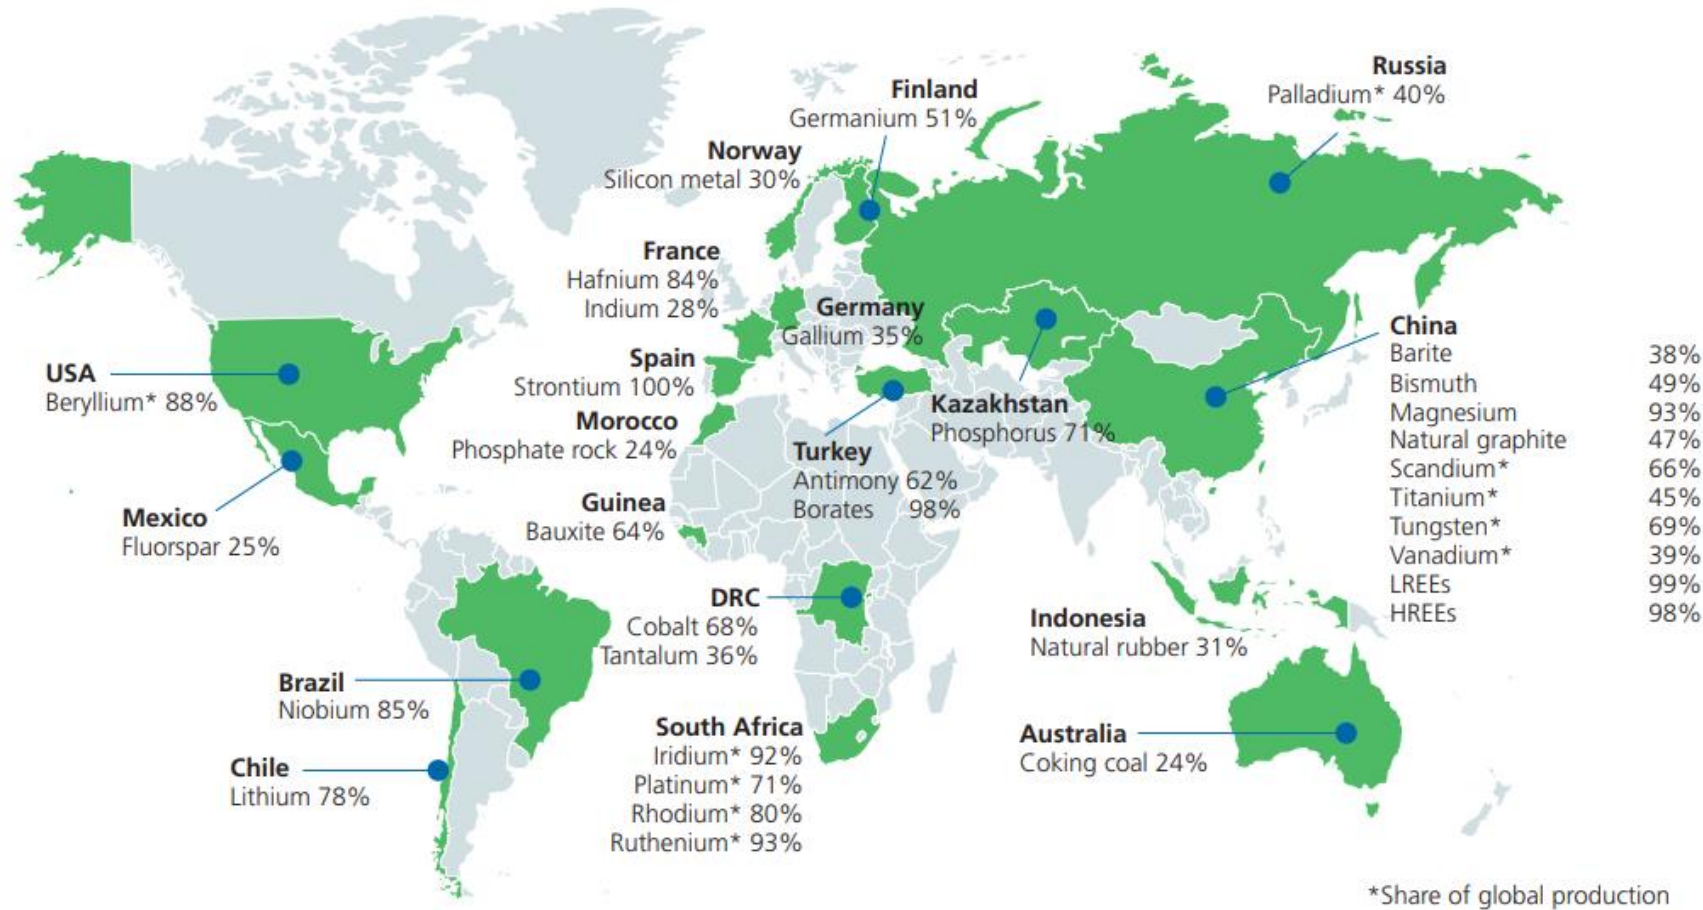 Russia
Palladium* 40%
Finland
Germanium 51%
Norway
Silicon metal 30%
France
Hafnium 84%
Indium 28%
Germany
Gallium 35%
Spain
Strontium 100%
USA
Beryllium* 88%
Morocco
Phosphate rock 24%
Kazakhstan
Phosphorus 71%
Turkey
Antimony 62%
Borates 98%
China
Barite 38%
Bismuth 49%
Magnesium 93%
Natural graphite 47%
Scandium* 66%
Titanium* 45%
Tungsten* 69%
Vanadium* 39%
LREEs 99%
HREEs 98%
Mexico
Fluorspar 25%
Guinea
Bauxite 64%
DRC
Cobalt 68%
Tantalum 36%
Indonesia
Natural rubber 31%
Brazil
Niobium 85%
Chile
Lithium 78%
South Africa
Iridium* 92%
Platinum* 71%
Rhodium* 80%
Ruthenium* 93%
Australia
Coking coal 24%
*Share of global production